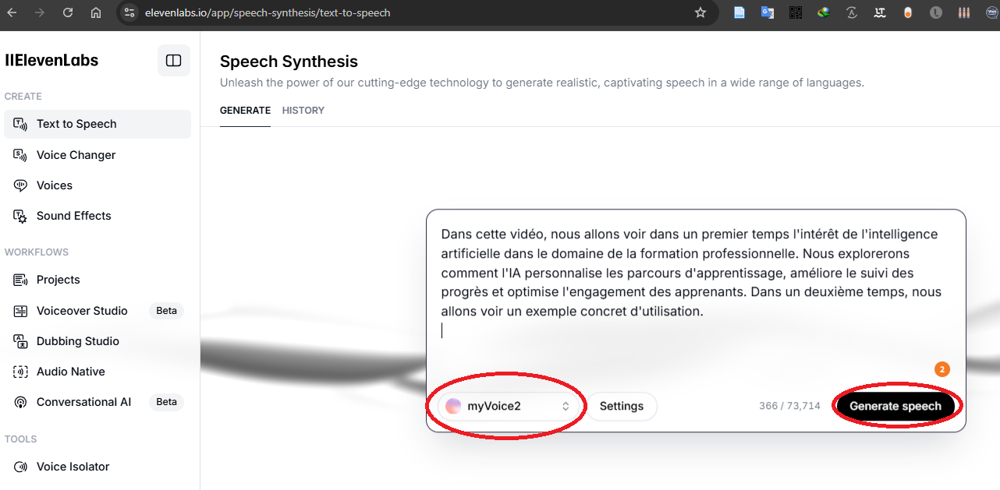 elevenlabs.io/app/speech-synthesis/text-to-speech
IIElevenLabs
CREATE
Text to Speech
Voice Changer
Voices
Sound Effects
WORKFLOWS
Projects
Voiceover Studio Beta
Dubbing Studio
Audio Native
Conversational AI Beta
TOOLS
Voice Isolator
Speech Synthesis
Unleash the power of our cutting-edge technology to generate realistic, captivating speech in a wide range of languages.
GENERATE HISTORY
Dans cette vidéo, nous allons voir dans un premier temps l'intérêt de l'intelligence
artificielle dans le domaine de la formation professionnelle. Nous explorerons
comment l'IA personnalise les parcours d'apprentissage, améliore le suivi des
progrès et optimise l'engagement des apprenants. Dans un deuxième temps, nous
allons voir un exemple concret d'utilisation.
2
myVoice2 Settings 366 / 73,714 Generate speech